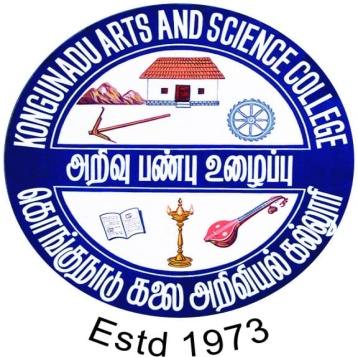 KONGUNADU ARTS AND SCIENCE COLLEGE
அறிவு பண்பு உழைப்பு
கொங்குநாடு கலை அறிவியல் கல்லூரி
Estd 1973